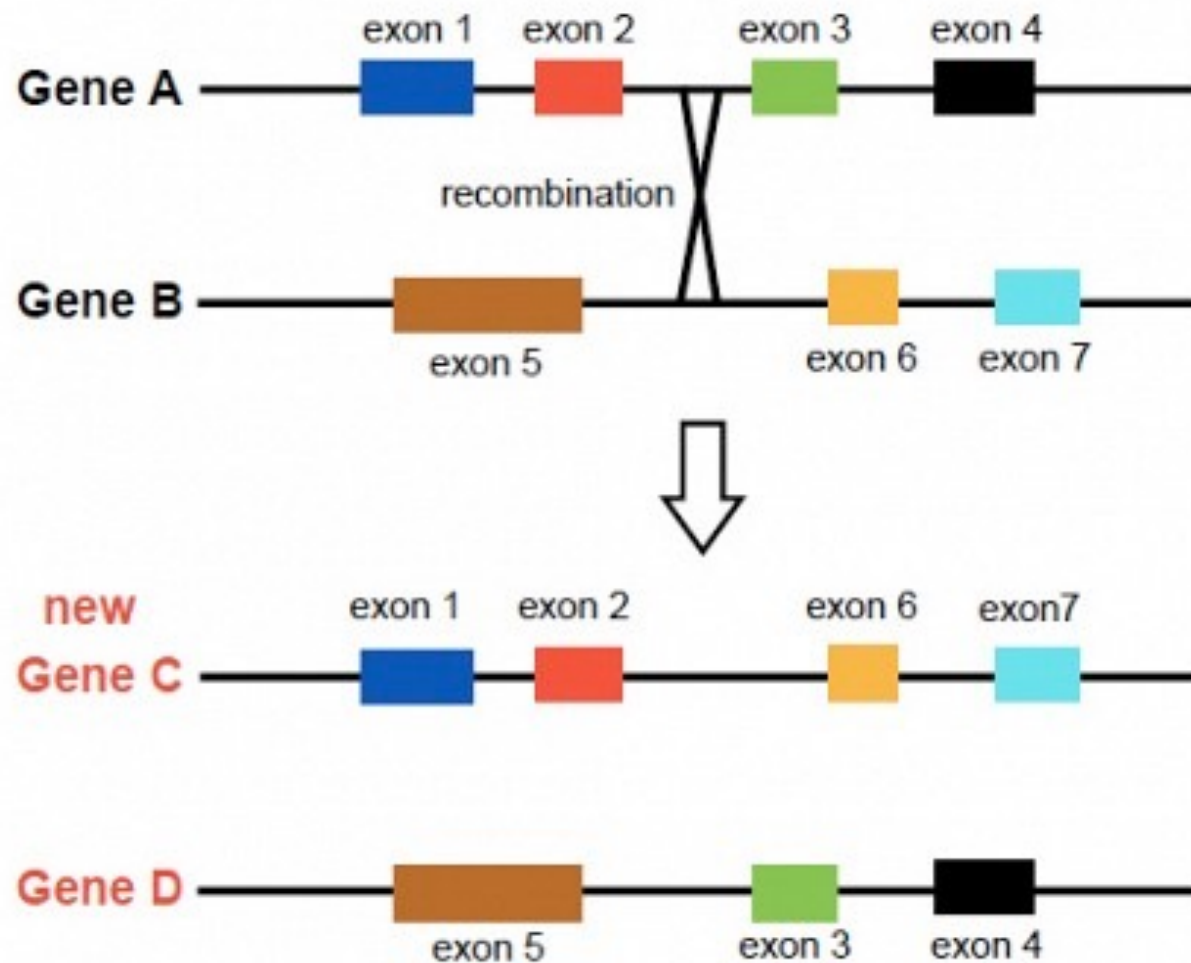 exon 1 exon 2 exon 3 exon 4
Gene A
recombination
Gene B
exon 5 exon 6 exon 7
new exon 1 exon 2 exon 6 exon7
Gene C
Gene D
exon 5 exon 3 exon 4